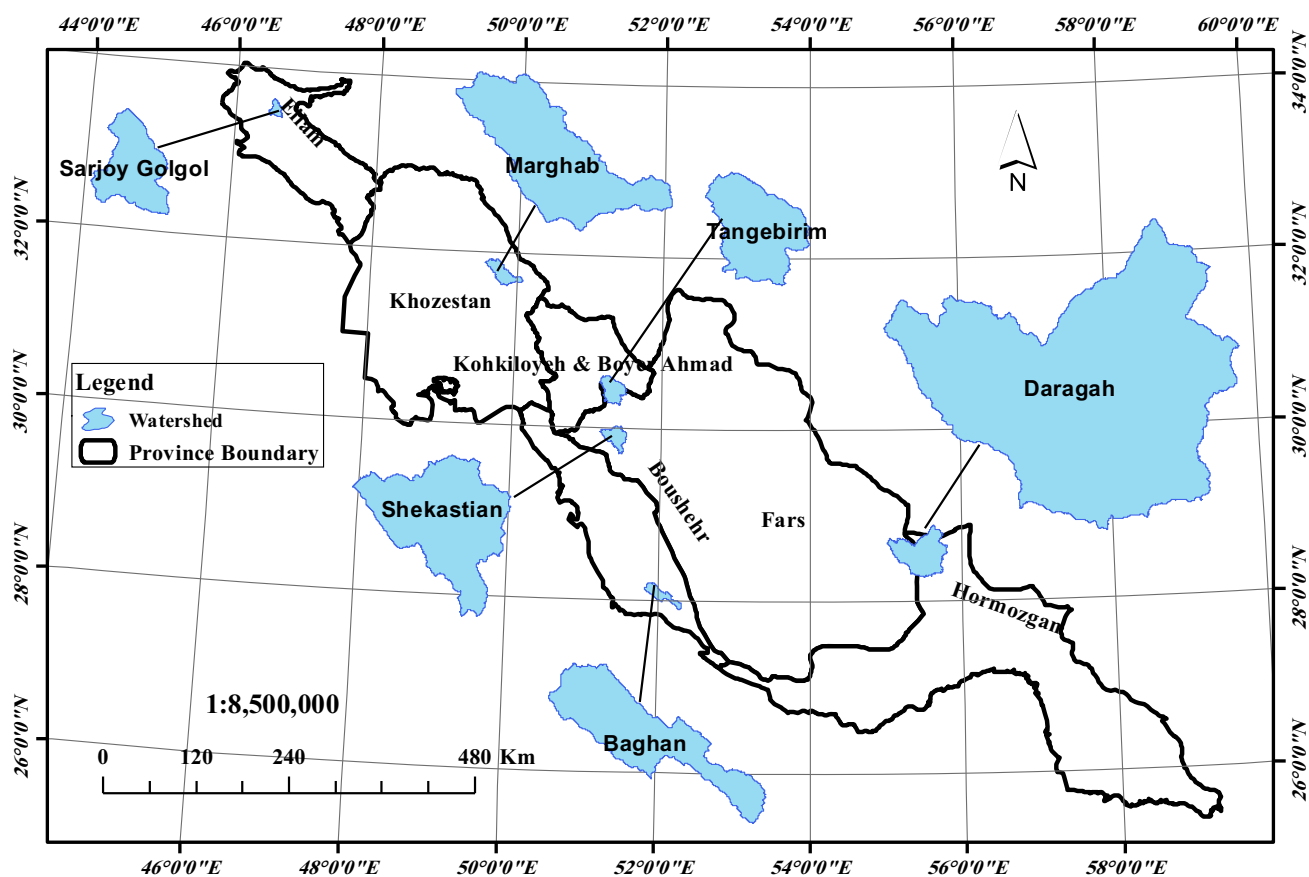 44°0'0"E 46°0'0"E 48°0'0"E 50°0'0"E 52°0'0"E 54°0'0"E 56°0'0"E 58°0'0"E 60°0'0"E
34°0'0"N
Elam
Marghab
Sarjoy Golgol
N
32°0'0"N
32°0'0"N
Tangebirim
Khozestan
Kohkiloyeh & Boyer Ahmad
Daragah
30°0'0"N
30°0'0"N
Legend
Watershed
Province Boundary
Shekastian
Boushehr
Fars
28°0'0"N
28°0'0"N
Hormozgan
1:8,500,000
Baghan
0 120 240 480 Km
26°0'0"N
26°0'0"N
46°0'0"E 48°0'0"E 50°0'0"E 52°0'0"E 54°0'0"E 56°0'0"E 58°0'0"E